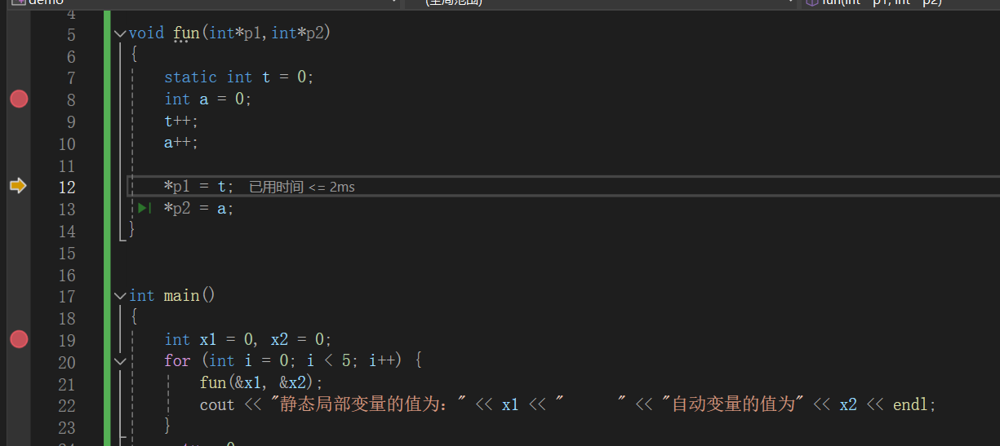 demo (全局范围) fun(int * p1, int * p2)
4
5 void fun(int*p1,int*p2)
6 {
7 static int t = 0;
8 int a = 0;
9 t++;
10 a++;
11
12 *p1 = t; 已用时间 <= 2ms
13 *p2 = a;
14 }
15
16
17 int main()
18 {
19 int x1 = 0, x2 = 0;
20 for (int i = 0; i < 5; i++) {
21 fun(&x1, &x2);
22 cout << "静态局部变量的值为：" << x1 << "      " << "自动变量的值为" << x2 << endl;
23 }